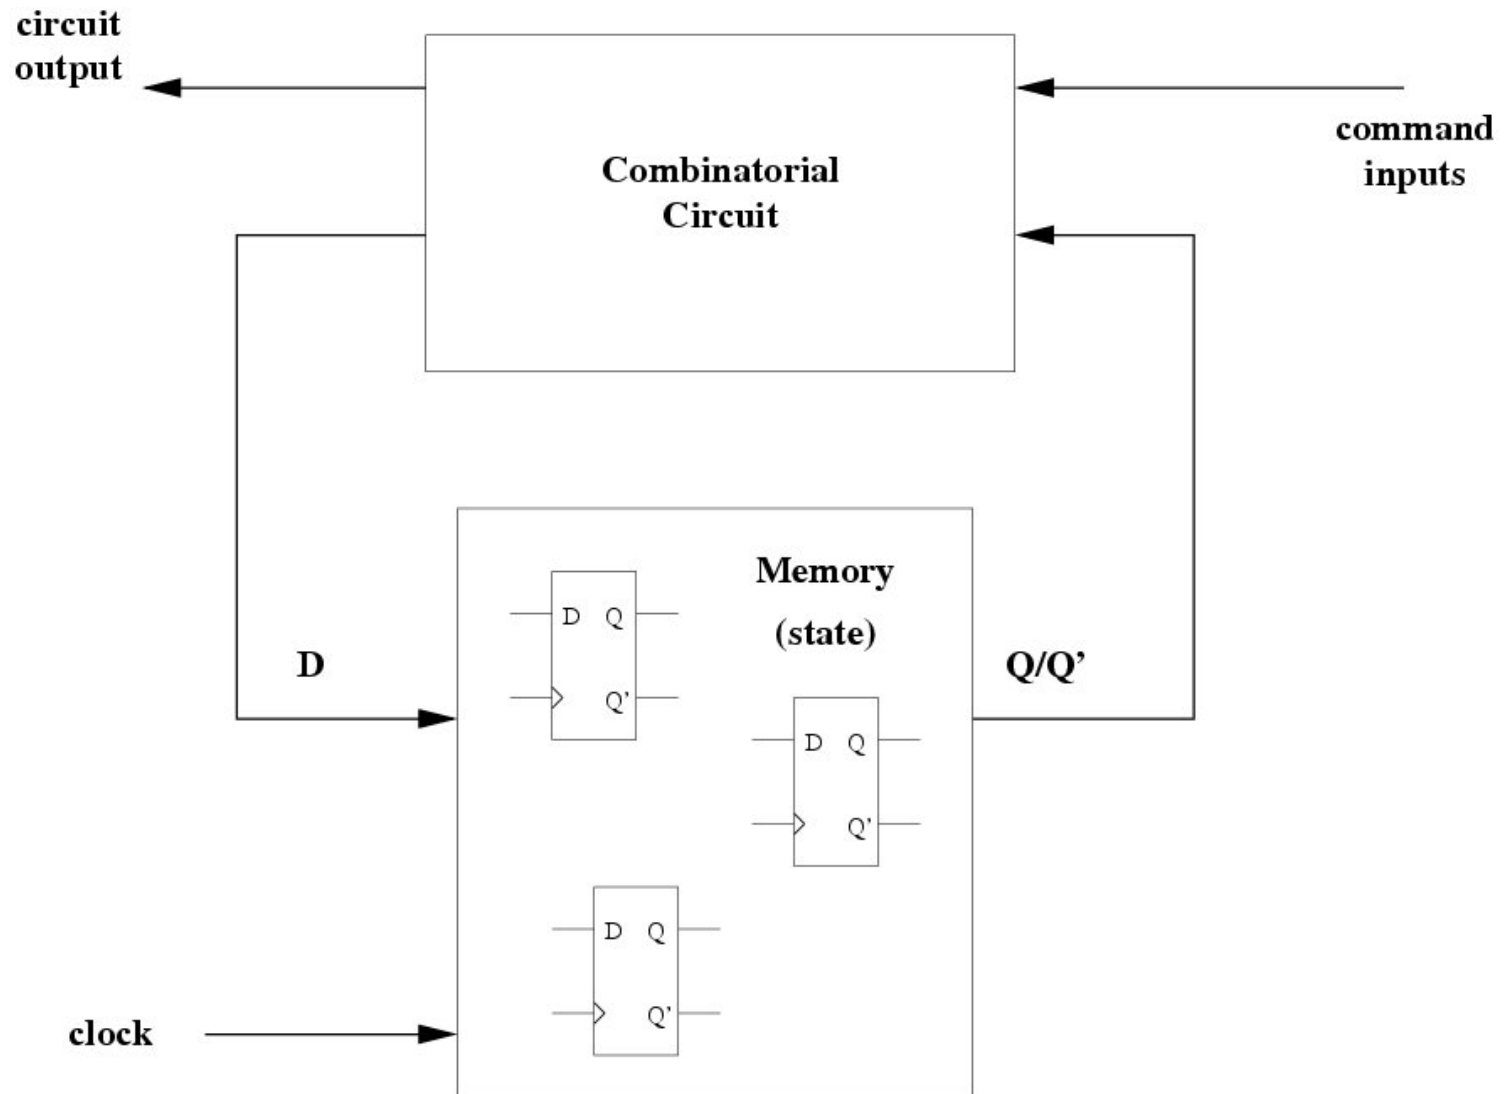 circuit
output
command
inputs
Combinatorial
Circuit
Memory
(state)
D Q
Q'
D
Q/Q’
D Q
Q'
D Q
Q'
clock